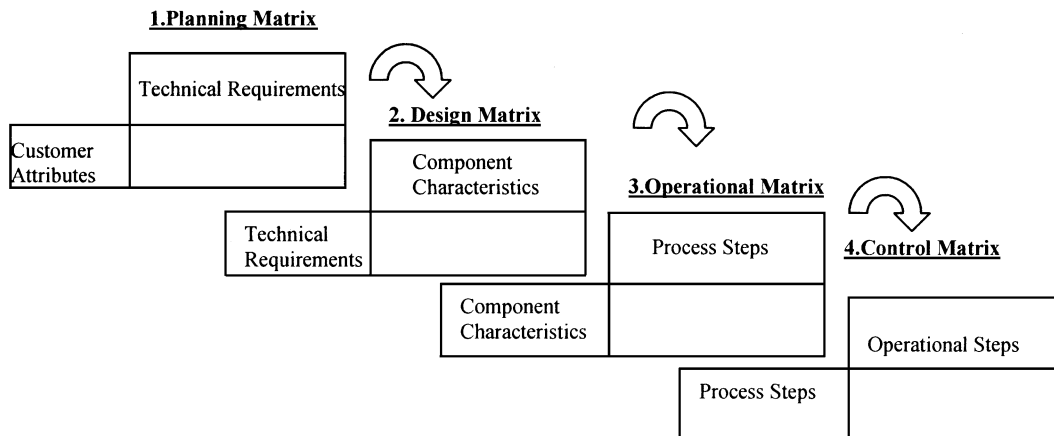 1.Planning Matrix
Technical Requirements
Customer
Attributes
2. Design Matrix
Component
Characteristics
Technical
Requirements
3.Operational Matrix
Process Steps
Component
Characteristics
4.Control Matrix
Operational Steps
Process Steps